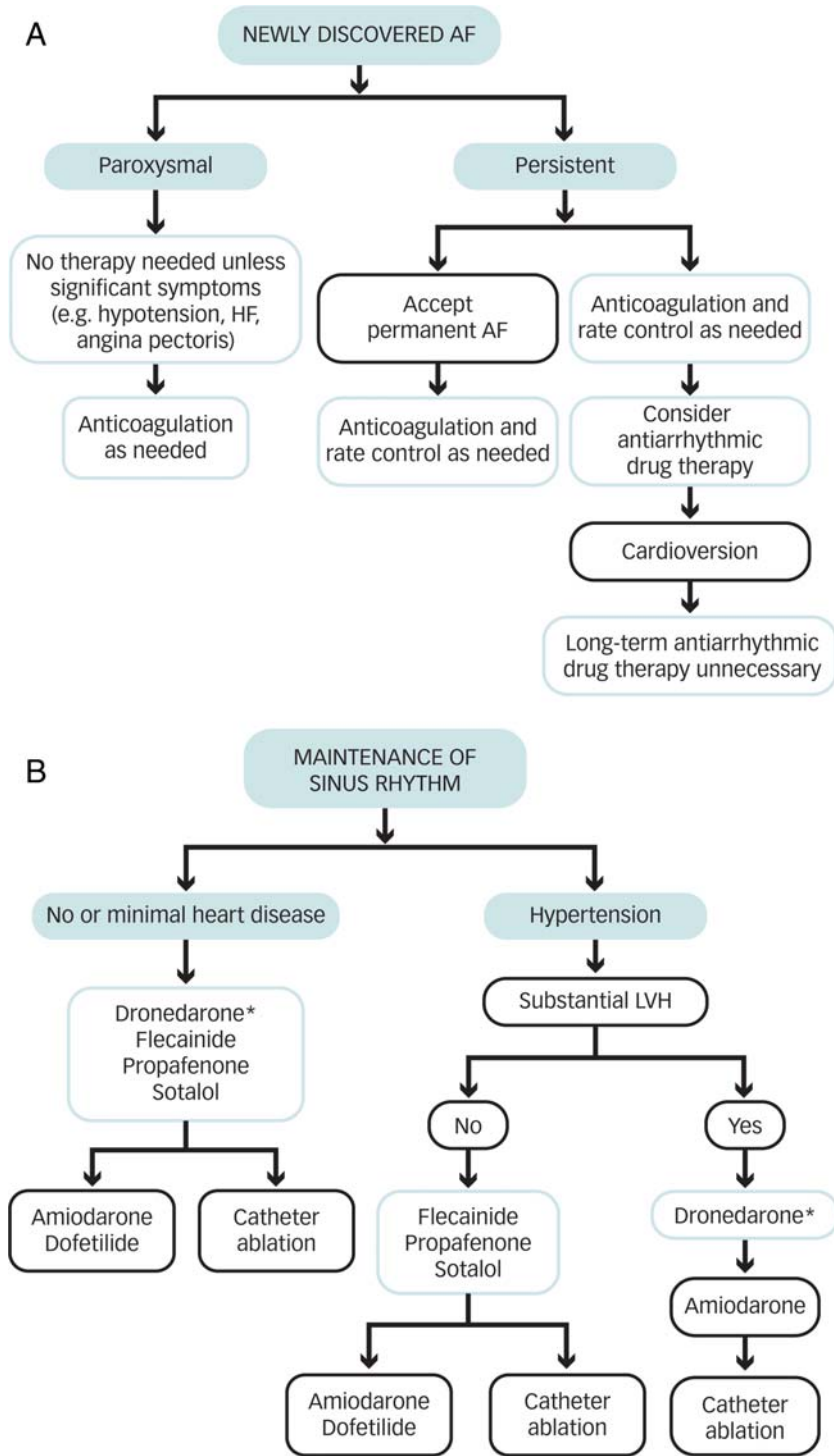 A
NEWLY DISCOVERED AF
Paroxysmal
Persistent
No therapy needed unless
significant symptoms
(e.g. hypotension, HF,
angina pectoris)
Accept
permanent AF
Anticoagulation and
rate control as needed
Anticoagulation
as needed
Anticoagulation and
rate control as needed
Consider
antiarrhythmic
drug therapy
Cardioversion
Long-term antiarrhythmic
drug therapy unnecessary
B
MAINTENANCE OF
SINUS RHYTHM
No or minimal heart disease
Hypertension
Dronedarone*
Flecainide
Propafenone
Sotalol
Substantial LVH
No
Yes
Amiodarone
Dofetilide
Catheter
ablation
Flecainide
Propafenone
Sotalol
Dronedarone*
Amiodarone
Amiodarone
Dofetilide
Catheter
ablation
Catheter
ablation